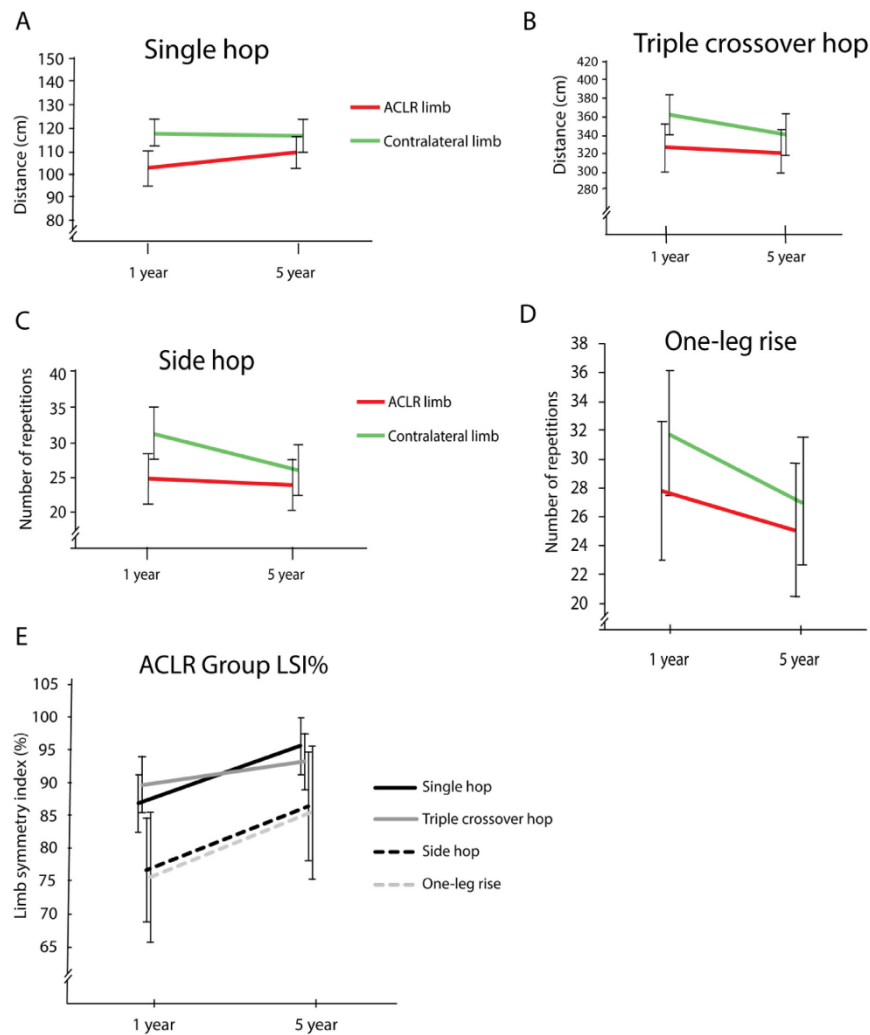 A
Single hop
150
140
130
120
110
100
90
80
Distance (cm)
1 year
5 year
ACLR limb
Contralateral limb
B
Triple crossover hop
420
400
380
360
340
320
300
280
Distance (cm)
1 year
5 year
C
Side hop
40
35
30
25
20
Number of repetitions
1 year
5 year
ACLR limb
Contralateral limb
D
One-leg rise
38
36
34
32
30
28
26
24
22
20
Number of repetitions
1 year
5 year
E
ACLR Group LSI%
105
100
95
90
85
80
75
70
65
Limb symmetry index (%)
1 year
5 year
Single hop
Triple crossover hop
Side hop
One-leg rise